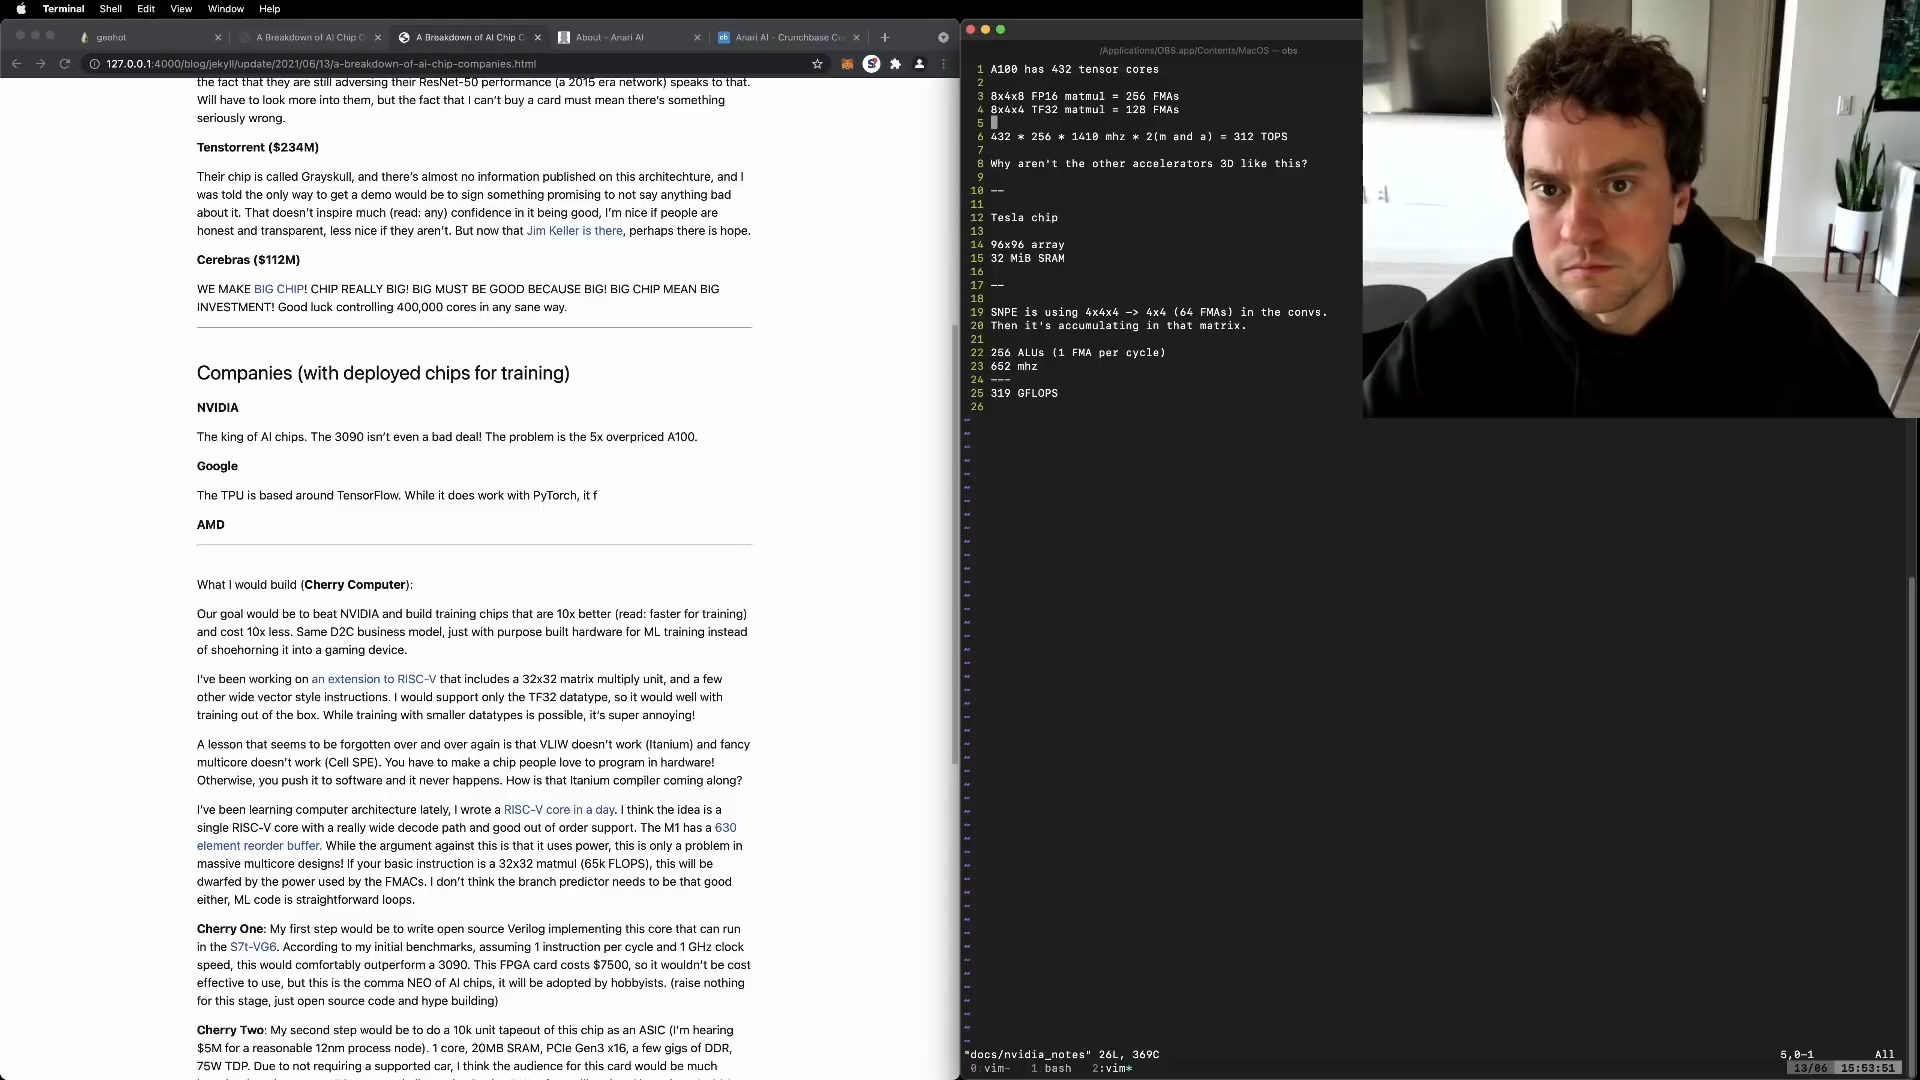 Terminal Shell Edit View Window Help
geohot
A Breakdown of AI Chip C
A Breakdown of AI Chip C
About – Anari AI
Anari AI - Crunchbase Co
127.0.0.1:4000/blog/jekyll/update/2021/06/13/a-breakdown-of-ai-chip-companies.html
the fact that they are still adversing their ResNet-50 performance (a 2015 era network) speaks to that.
Will have to look more into them, but the fact that I can't buy a card must mean there's something
seriously wrong.
Tenstorrent ($234M)
Their chip is called Grayskull, and there's almost no information published on this architechture, and I
was told the only way to get a demo would be to sign something promising to not say anything bad
about it. That doesn't inspire much (read: any) confidence in it being good, I'm nice if people are
honest and transparent, less nice if they aren't. But now that Jim Keller is there, perhaps there is hope.
Cerebras ($112M)
WE MAKE BIG CHIP! CHIP REALLY BIG! BIG MUST BE GOOD BECAUSE BIG! BIG CHIP MEAN BIG
INVESTMENT! Good luck controlling 400,000 cores in any sane way.
Companies (with deployed chips for training)
NVIDIA
The king of AI chips. The 3090 isn't even a bad deal! The problem is the 5x overpriced A100.
Google
The TPU is based around TensorFlow. While it does work with PyTorch, it f
AMD
What I would build (Cherry Computer):
Our goal would be to beat NVIDIA and build training chips that are 10x better (read: faster for training)
and cost 10x less. Same D2C business model, just with purpose built hardware for ML training instead
of shoehorning it into a gaming device.
I've been working on an extension to RISC-V that includes a 32x32 matrix multiply unit, and a few
other wide vector style instructions. I would support only the TF32 datatype, so it would well with
training out of the box. While training with smaller datatypes is possible, it's super annoying!
A lesson that seems to be forgotten over and over again is that VLIW doesn't work (Itanium) and fancy
multicore doesn't work (Cell SPE). You have to make a chip people love to program in hardware!
Otherwise, you push it to software and it never happens. How is that Itanium compiler coming along?
I've been learning computer architecture lately, I wrote a RISC-V core in a day. I think the idea is a
single RISC-V core with a really wide decode path and good out of order support. The M1 has a 630
element reorder buffer. While the argument against this is that it uses power, this is only a problem in
massive multicore designs! If your basic instruction is a 32x32 matmul (65k FLOPS), this will be
dwarfed by the power used by the FMACs. I don't think the branch predictor needs to be that good
either, ML code is straightforward loops.
Cherry One: My first step would be to write open source Verilog implementing this core that can run
in the S7t-VG6. According to my initial benchmarks, assuming 1 instruction per cycle and 1 GHz clock
speed, this would comfortably outperform a 3090. This FPGA card costs $7500, so it wouldn't be cost
effective to use, but this is the comma NEO of AI chips, it will be adopted by hobbyists. (raise nothing
for this stage, just open source code and hype building)
Cherry Two: My second step would be to do a 10k unit tapeout of this chip as an ASIC (I'm hearing
$5M for a reasonable 12nm process node). 1 core, 20MB SRAM, PCIe Gen3 x16, a few gigs of DDR,
75W TDP. Due to not requiring a supported car, I think the audience for this card would be much
/Applications/OBS.app/Contents/MacOS — obs
1 A100 has 432 tensor cores
2
3 8x4x8 FP16 matmul = 256 FMAs
4 8x4x4 TF32 matmul = 128 FMAs
5
6 432 * 256 * 1410 mhz * 2(m and a) = 312 TOPS
7
8 Why aren't the other accelerators 3D like this?
9
10 --
11
12 Tesla chip
13
14 96x96 array
15 32 MiB SRAM
16
17 --
18
19 SNPE is using 4x4x4 -> 4x4 (64 FMAs) in the convs.
20 Then it's accumulating in that matrix.
21
22 256 ALUs (1 FMA per cycle)
23 652 mhz
24 ---
25 319 GFLOPS
26
"docs/nvidia_notes" 26L, 369C 5,0-1 All
0:vim- 1:bash 2:vim* 13/06 15:53:51